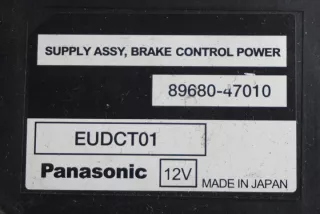 SUPPLY ASSY, BRAKE CONTROL POWER
89680-47010
EUDCT01
Panasonic 12V MADE IN JAPAN